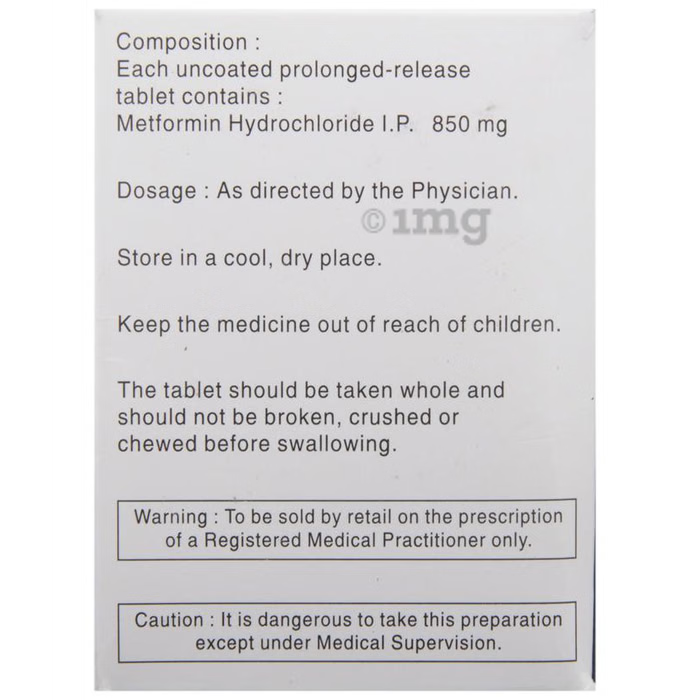 Composition :
Each uncoated prolonged-release
tablet contains :
Metformin Hydrochloride I.P. 850 mg
Dosage : As directed by the Physician.
©1mg
Store in a cool, dry place.
Keep the medicine out of reach of children.
The tablet should be taken whole and
should not be broken, crushed or
chewed before swallowing.
Warning : To be sold by retail on the prescription
of a Registered Medical Practitioner only.
Caution : It is dangerous to take this preparation
except under Medical Supervision.